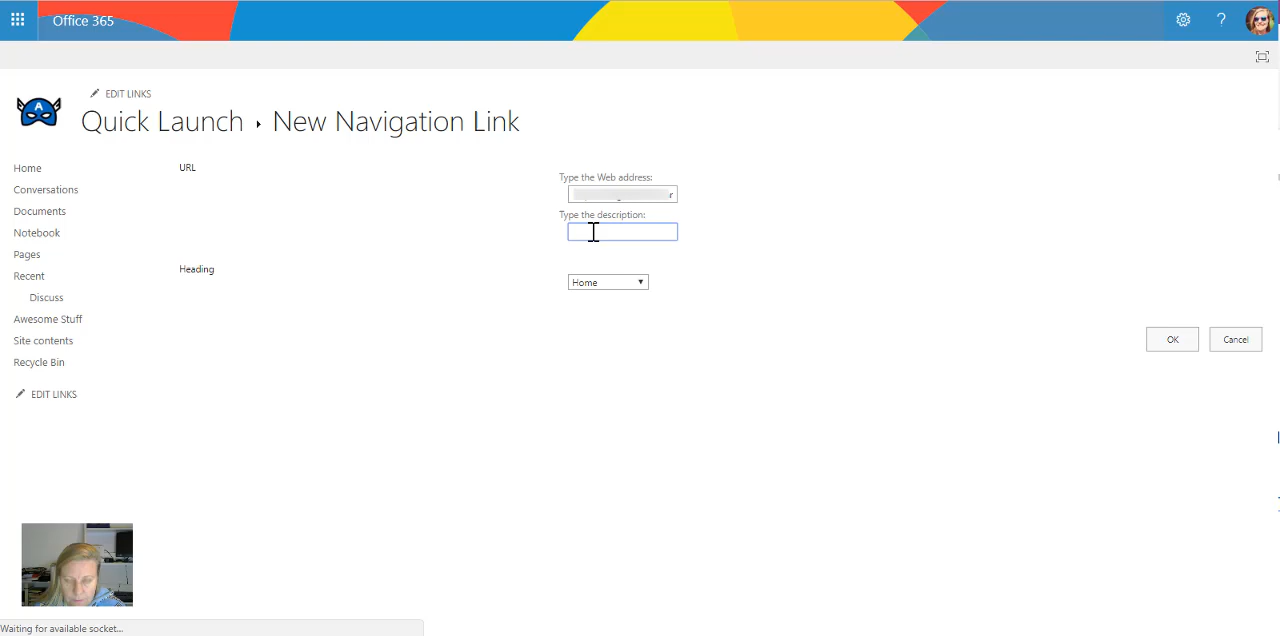 Office 365
EDIT LINKS
A
Quick Launch ▸ New Navigation Link
Home
Conversations
Documents
Notebook
Pages
Recent
Discuss
Awesome Stuff
Site contents
Recycle Bin
EDIT LINKS
URL
Type the Web address:
r
Type the description:
Heading
Home
OK
Cancel
Waiting for available socket...